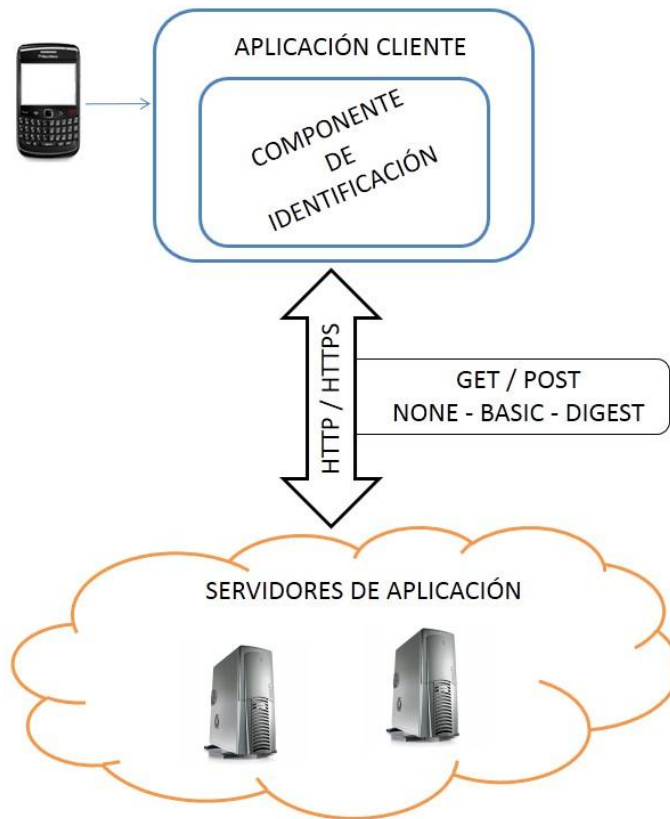 APLICACIÓN CLIENTE
COMPONENTE
DE
IDENTIFICACIÓN
HTTP / HTTPS
GET / POST
NONE - BASIC - DIGEST
SERVIDORES DE APLICACIÓN